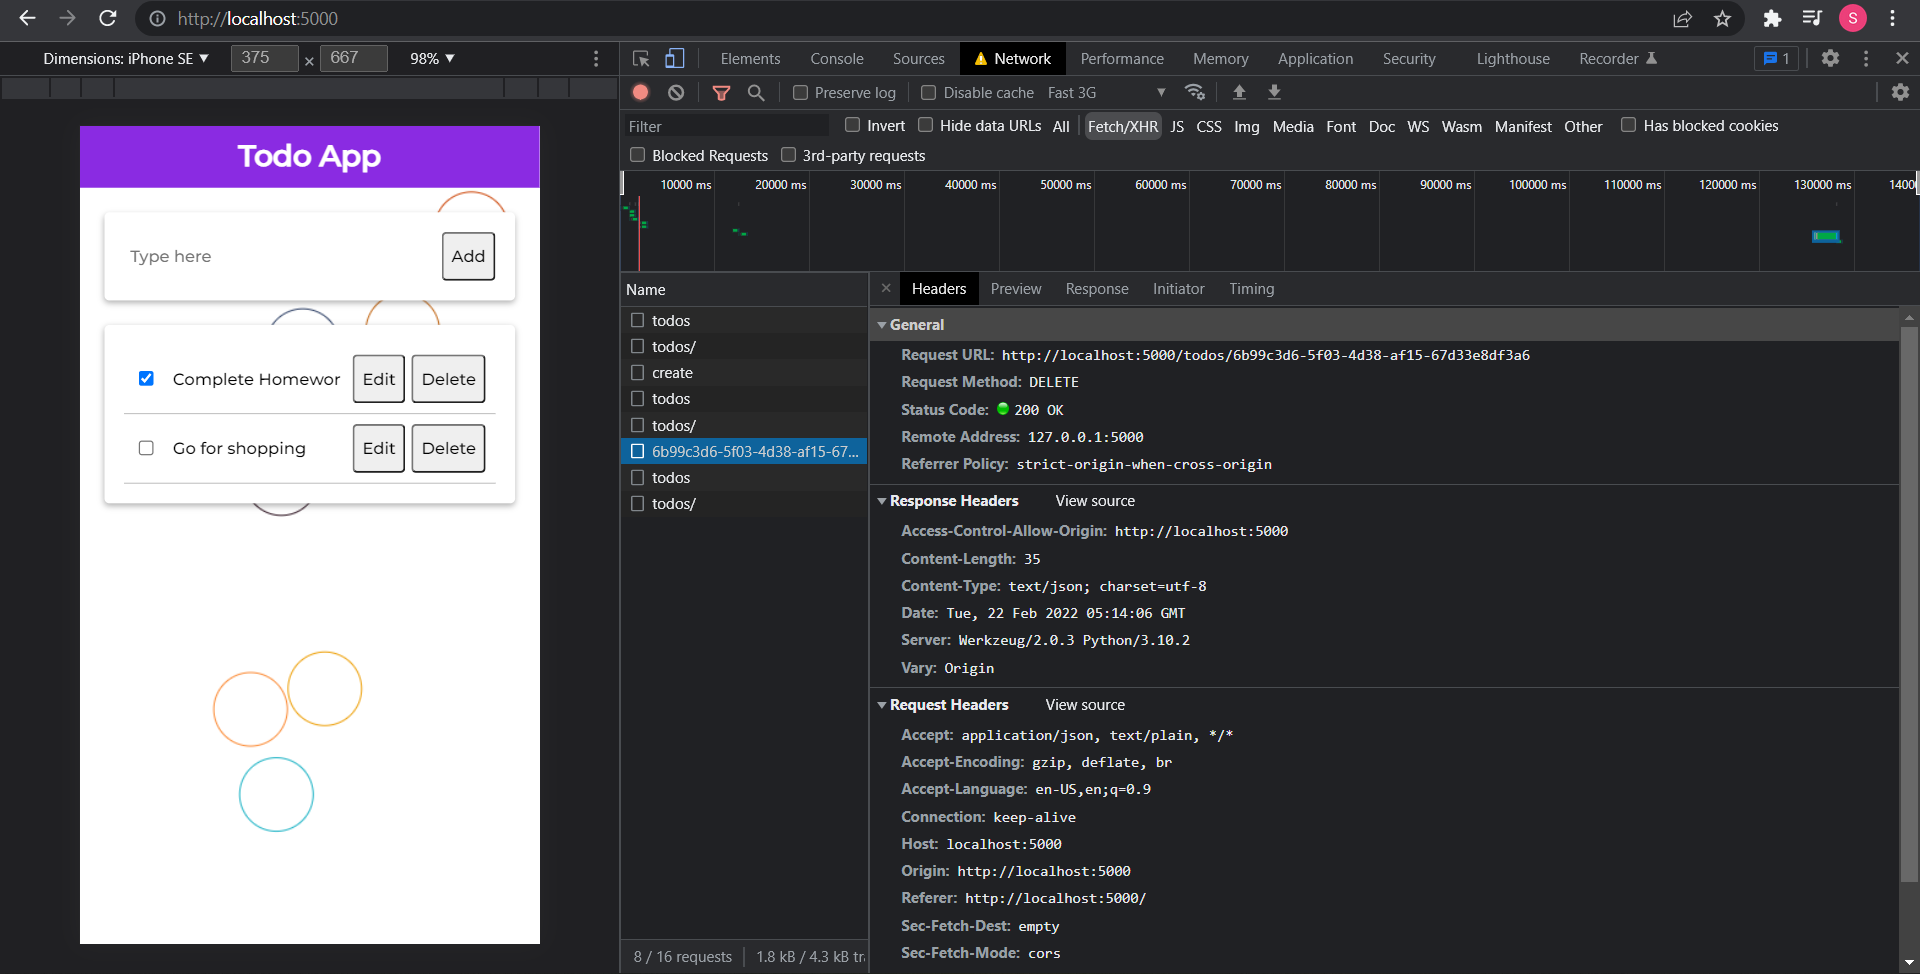 http://localhost:5000
S
Dimensions: iPhone SE ▼ 375 × 667 98% ▼
Elements Console Sources Network Performance Memory Application Security Lighthouse Recorder 1
Preserve log Disable cache Fast 3G ▼
Filter Invert Hide data URLs All Fetch/XHR JS CSS Img Media Font Doc WS Wasm Manifest Other Has blocked cookies
Blocked Requests 3rd-party requests
10000 ms 20000 ms 30000 ms 40000 ms 50000 ms 60000 ms 70000 ms 80000 ms 90000 ms 100000 ms 110000 ms 120000 ms 130000 ms 1400
Todo App
Type here Add
Complete Homewor Edit Delete
Go for shopping Edit Delete
Name
todos
todos/
create
todos
todos/
6b99c3d6-5f03-4d38-af15-67...
todos
todos/
8 / 16 requests 1.8 kB / 4.3 kB tr
× Headers Preview Response Initiator Timing
General
Request URL: http://localhost:5000/todos/6b99c3d6-5f03-4d38-af15-67d33e8df3a6
Request Method: DELETE
Status Code: 200 OK
Remote Address: 127.0.0.1:5000
Referrer Policy: strict-origin-when-cross-origin
Response Headers View source
Access-Control-Allow-Origin: http://localhost:5000
Content-Length: 35
Content-Type: text/json; charset=utf-8
Date: Tue, 22 Feb 2022 05:14:06 GMT
Server: Werkzeug/2.0.3 Python/3.10.2
Vary: Origin
Request Headers View source
Accept: application/json, text/plain, */*
Accept-Encoding: gzip, deflate, br
Accept-Language: en-US,en;q=0.9
Connection: keep-alive
Host: localhost:5000
Origin: http://localhost:5000
Referer: http://localhost:5000/
Sec-Fetch-Dest: empty
Sec-Fetch-Mode: cors